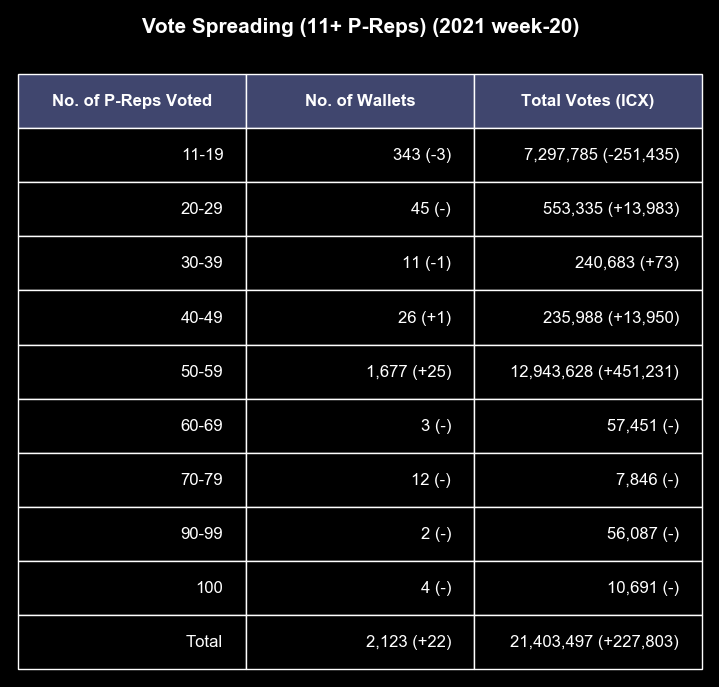 Vote Spreading (11+ P-Reps) (2021 week-20)
No. of P-Reps Voted No. of Wallets Total Votes (ICX)
11-19 343 (-3) 7,297,785 (-251,435)
20-29 45 (-) 553,335 (+13,983)
30-39 11 (-1) 240,683 (+73)
40-49 26 (+1) 235,988 (+13,950)
50-59 1,677 (+25) 12,943,628 (+451,231)
60-69 3 (-) 57,451 (-)
70-79 12 (-) 7,846 (-)
90-99 2 (-) 56,087 (-)
100 4 (-) 10,691 (-)
Total 2,123 (+22) 21,403,497 (+227,803)